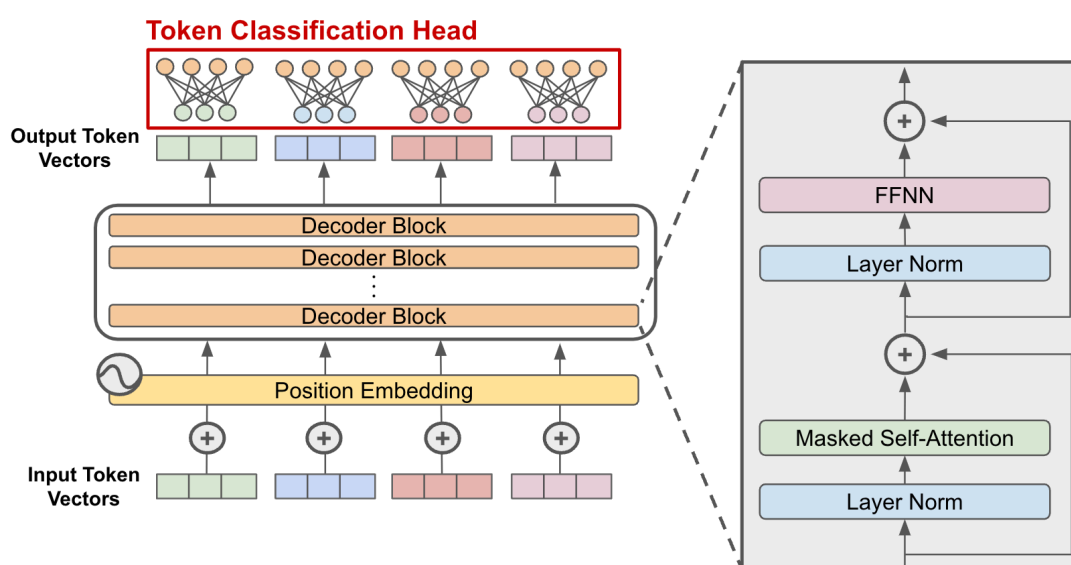 Token Classification Head
Output Token
Vectors
Decoder Block
Decoder Block
Decoder Block
Position Embedding
Input Token
Vectors
+
+
+
+
+
FFNN
Layer Norm
+
Masked Self-Attention
Layer Norm